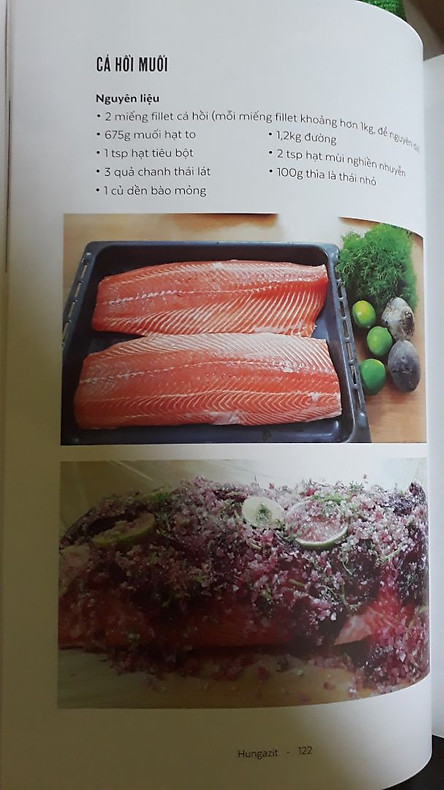 CÁ HỒI MUỐI
Nguyên liệu
• 2 miếng fillet cá hồi (mỗi miếng fillet khoảng hơn 1kg, để nguyên da)
• 675g muối hạt to
• 1,2kg đường
• 1 tsp hạt tiêu bột
• 2 tsp hạt mùi nghiền nhuyễn
• 3 quả chanh thái lát
• 100g thìa là thái nhỏ
• 1 củ dền bào mỏng
Hungazit - 122